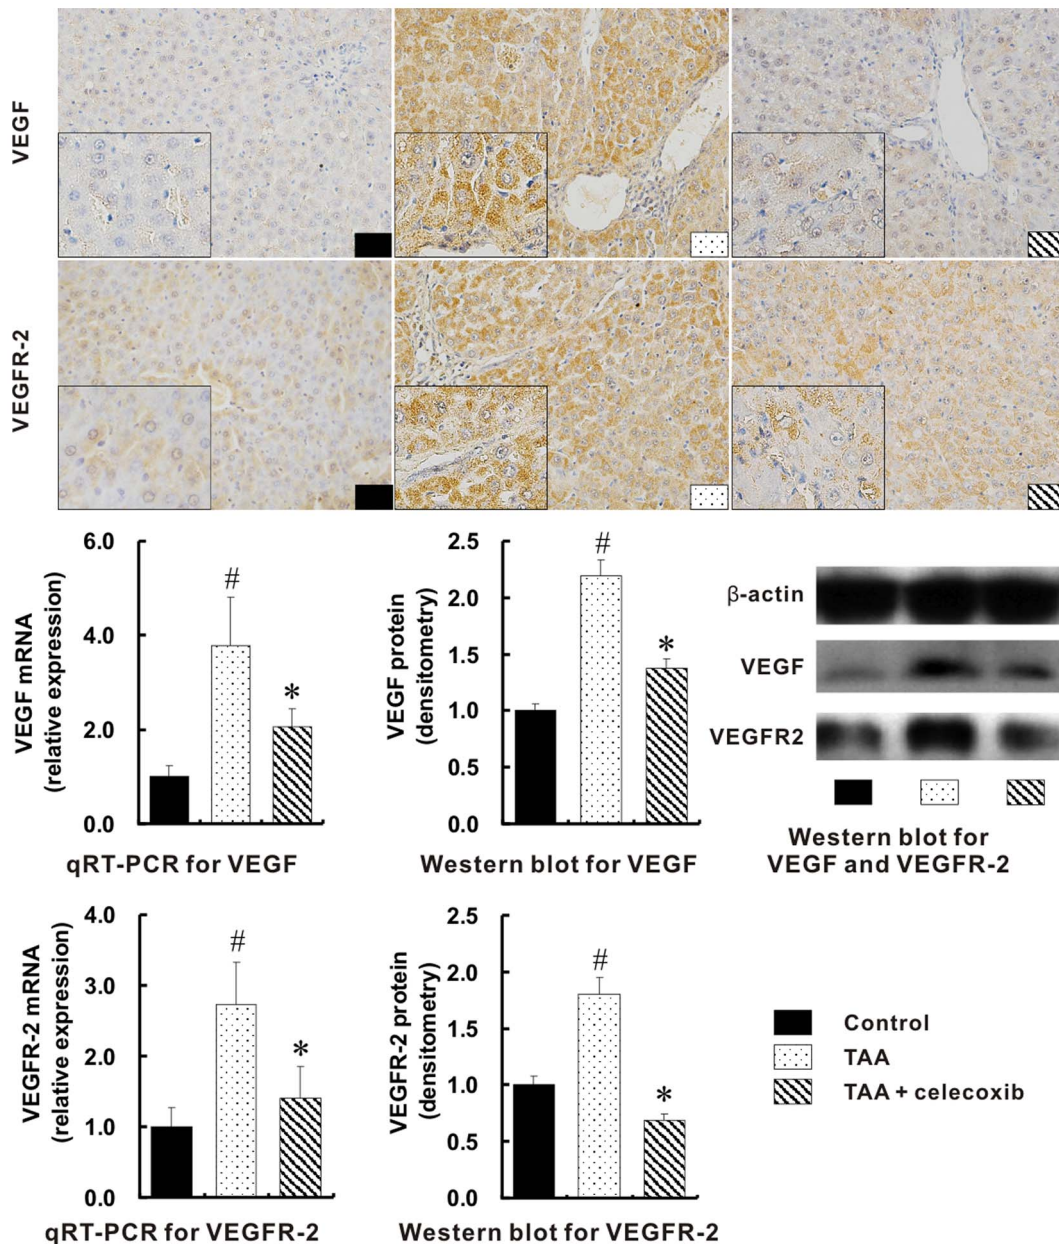 VEGF
VEGFR-2
VEGF mRNA
(relative expression)
6.0
4.0
2.0
0.0
#
*
qRT-PCR for VEGF
VEGF protein
(densitometry)
2.5
2.0
1.5
1.0
0.5
0.0
#
*
Western blot for VEGF
β-actin
VEGF
VEGFR2
Western blot for
VEGF and VEGFR-2
VEGFR-2 mRNA
(relative expression)
4.0
3.0
2.0
1.0
0.0
#
*
qRT-PCR for VEGFR-2
VEGFR-2 protein
(densitometry)
2.5
2.0
1.5
1.0
0.5
0.0
#
*
Western blot for VEGFR-2
Control
TAA
TAA + celecoxib